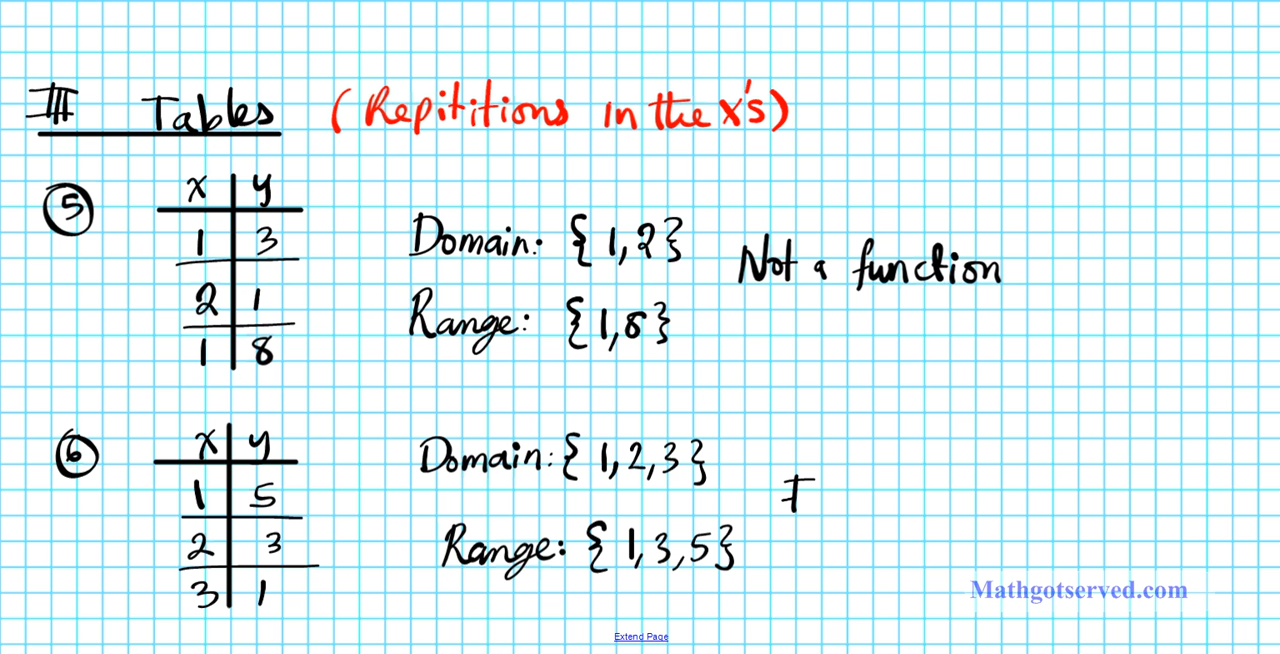 III Tables (Repititions in the x's)
5
x y
1 3
2 1
1 8
Domain: {1,2}
Range: {1,8}
Not a function
6
x y
1 5
2 3
3 1
Domain: {1,2,3}
Range: {1,3,5}
F
Mathgotserved.com
Extend Page